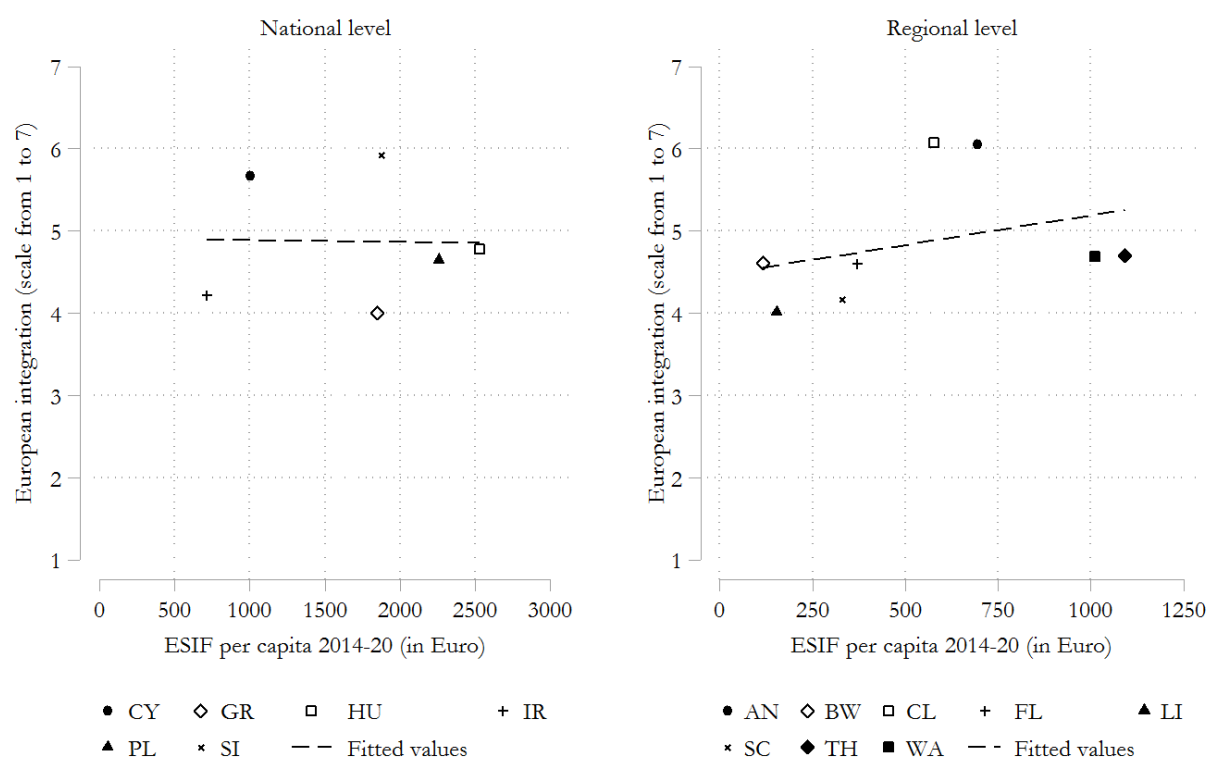 National level
European integration (scale from 1 to 7)
7
6
5
4
3
2
1
0 500 1000 1500 2000 2500 3000
ESIF per capita 2014-20 (in Euro)
CY GR HU IR
PL SI Fitted values
Regional level
European integration (scale from 1 to 7)
7
6
5
4
3
2
1
0 250 500 750 1000 1250
ESIF per capita 2014-20 (in Euro)
AN BW CL FL LI
SC TH WA Fitted values